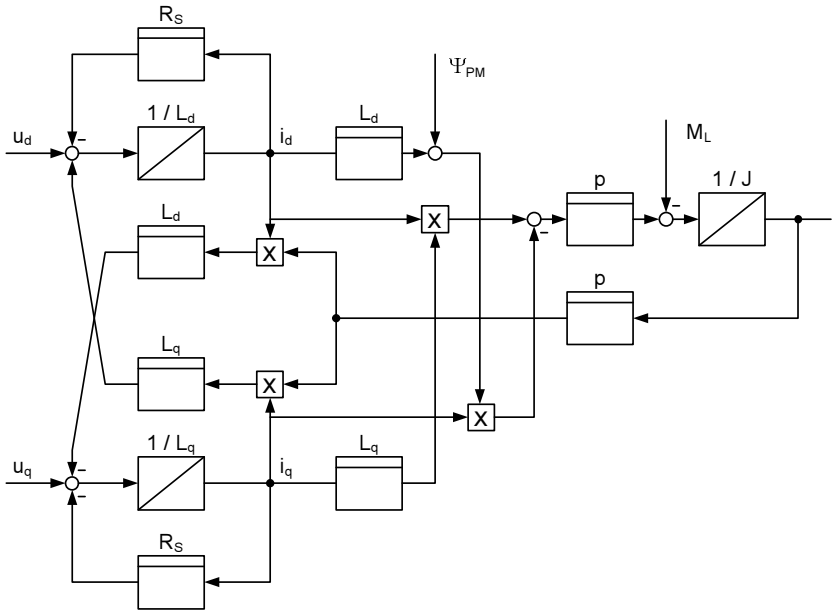 R_S
Ψ_PM
1 / L_d
L_d
M_L
u_d
-
i_d
p
-
1 / J
L_d
X
-
X
p
L_q
X
X
1 / L_q
L_q
u_q
-
-
i_q
R_S